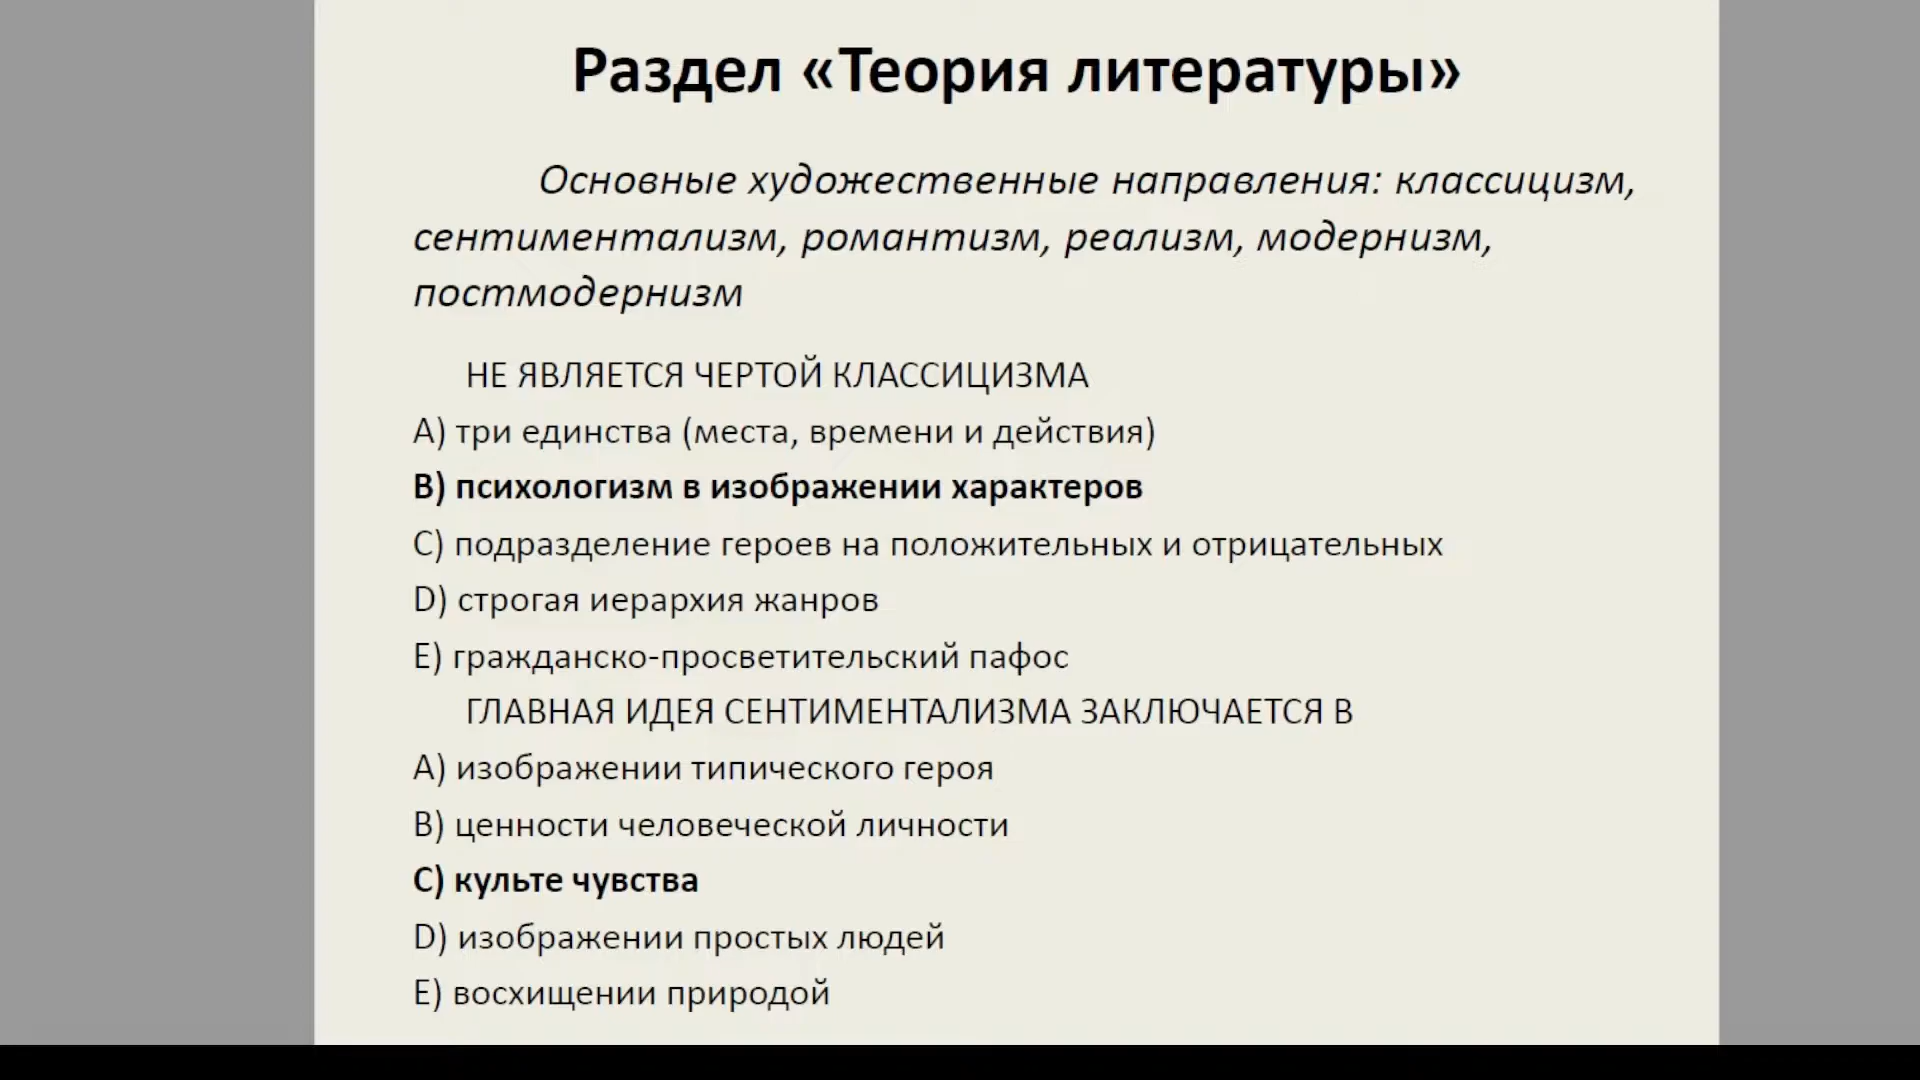 Раздел «Теория литературы»
Основные художественные направления: классицизм,
сентиментализм, романтизм, реализм, модернизм,
постмодернизм
НЕ ЯВЛЯЕТСЯ ЧЕРТОЙ КЛАССИЦИЗМА
A) три единства (места, времени и действия)
B) психологизм в изображении характеров
C) подразделение героев на положительных и отрицательных
D) строгая иерархия жанров
E) гражданско-просветительский пафос
ГЛАВНАЯ ИДЕЯ СЕНТИМЕНТАЛИЗМА ЗАКЛЮЧАЕТСЯ В
A) изображении типического героя
B) ценности человеческой личности
C) культе чувства
D) изображении простых людей
E) восхищении природой